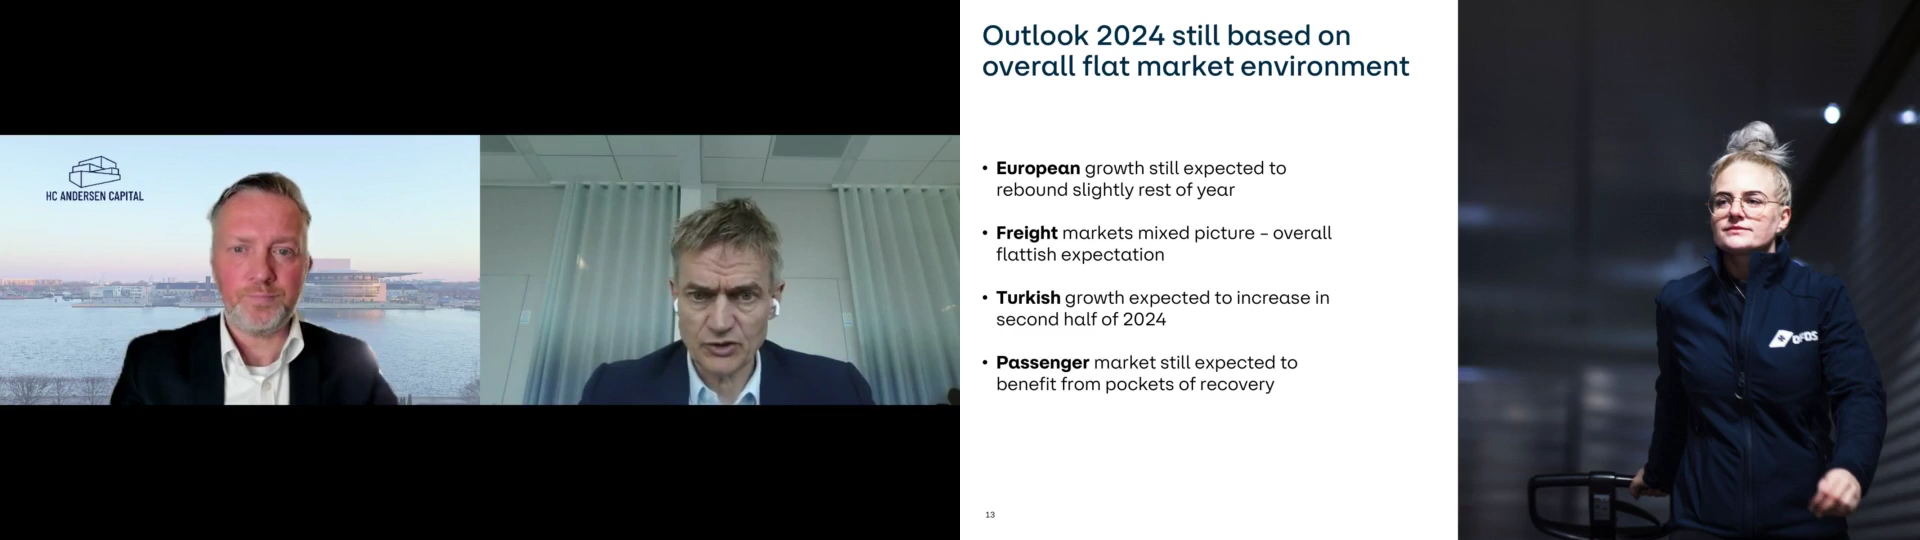 HC ANDERSEN CAPITAL
Outlook 2024 still based on
overall flat market environment
• European growth still expected to
rebound slightly rest of year
• Freight markets mixed picture – overall
flattish expectation
• Turkish growth expected to increase in
second half of 2024
• Passenger market still expected to
benefit from pockets of recovery
13
DFDS